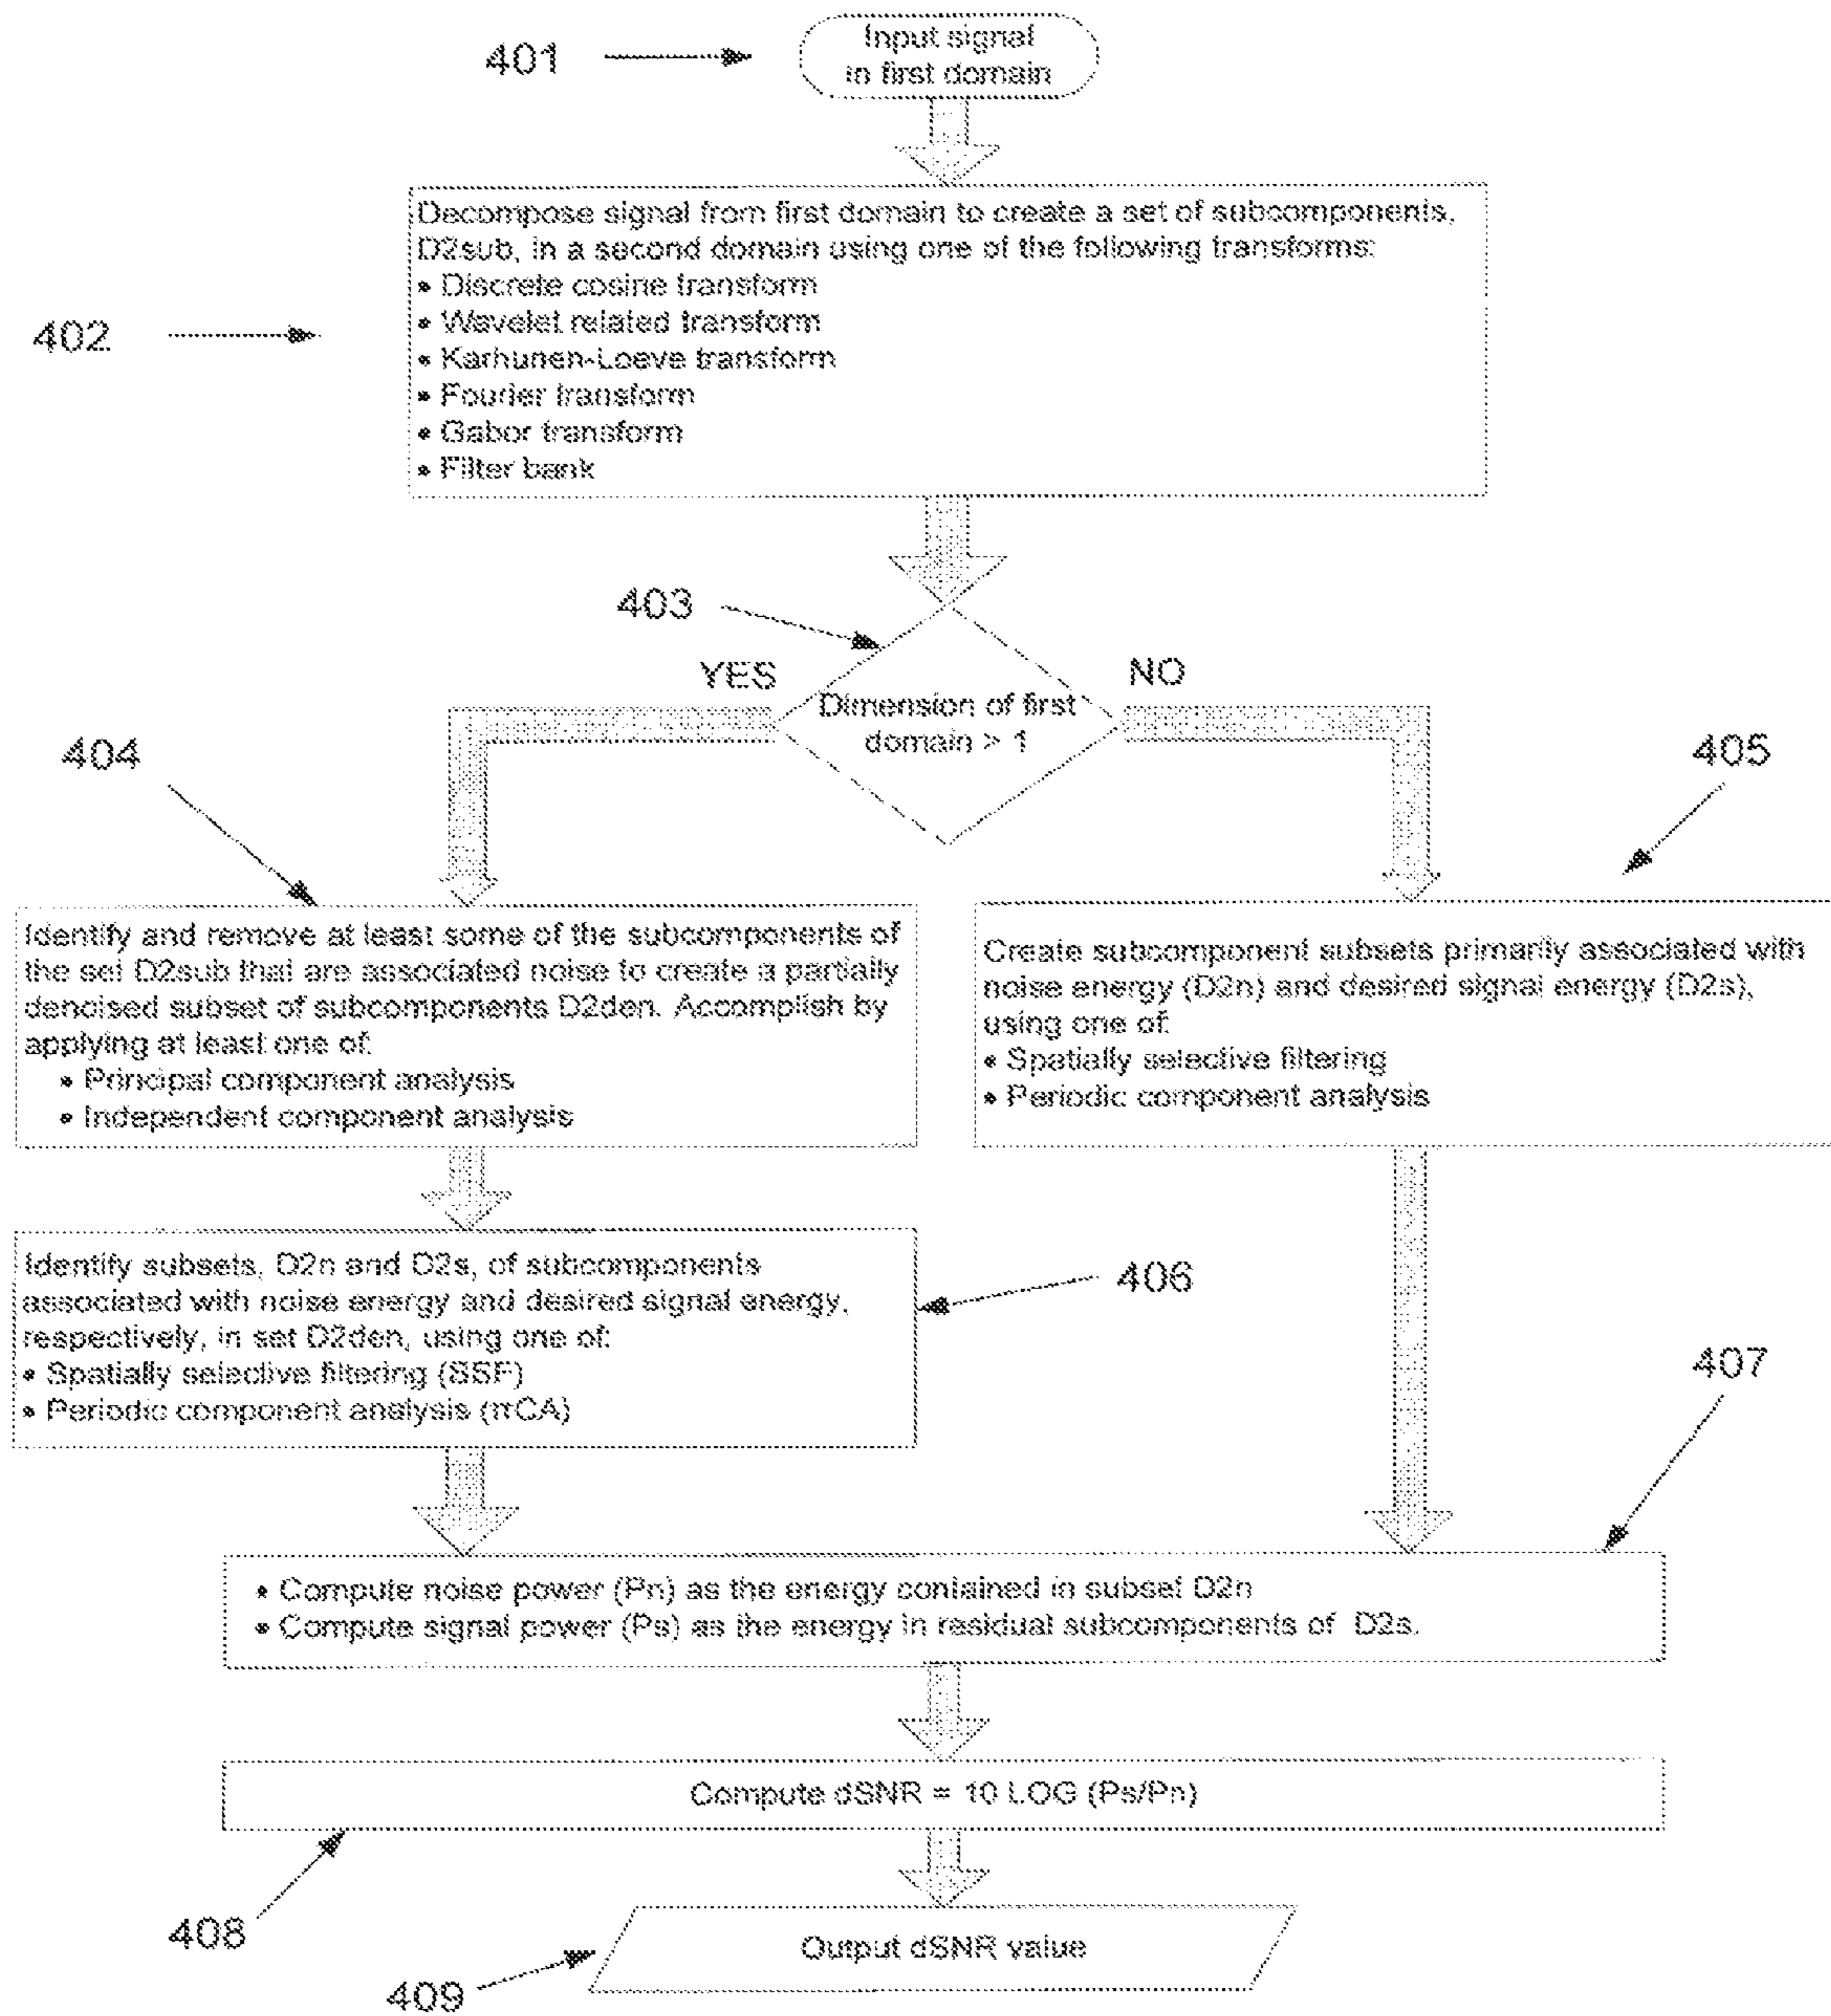 401
Input signal
in first domain
Decompose signal from first domain to create a set of subcomponents,
D2sub, in a second domain using one of the following transforms:
• Discrete cosine transform
• Wavelet related transform
• Karhunen-Loeve transform
• Fourier transform
• Gabor transform
• Filter bank
402
403
YES
NO
Dimension of first
domain > 1
404
405
Identify and remove at least some of the subcomponents of
the set D2sub that are associated noise to create a partially
denoised subset of subcomponents D2den. Accomplish by
applying at least one of:
• Principal component analysis
• Independent component analysis
Create subcomponent subsets primarily associated with
noise energy (D2n) and desired signal energy (D2s),
using one of:
• Spatially selective filtering
• Periodic component analysis
Identify subsets, D2n and D2s, of subcomponents
associated with noise energy and desired signal energy,
respectively, in set D2den, using one of:
• Spatially selective filtering (SSF)
• Periodic component analysis (πCA)
406
407
• Compute noise power (Pn) as the energy contained in subset D2n
• Compute signal power (Ps) as the energy in residual subcomponents of D2s.
Compute dSNR = 10 LOG (Ps/Pn)
408
Output dSNR value
409